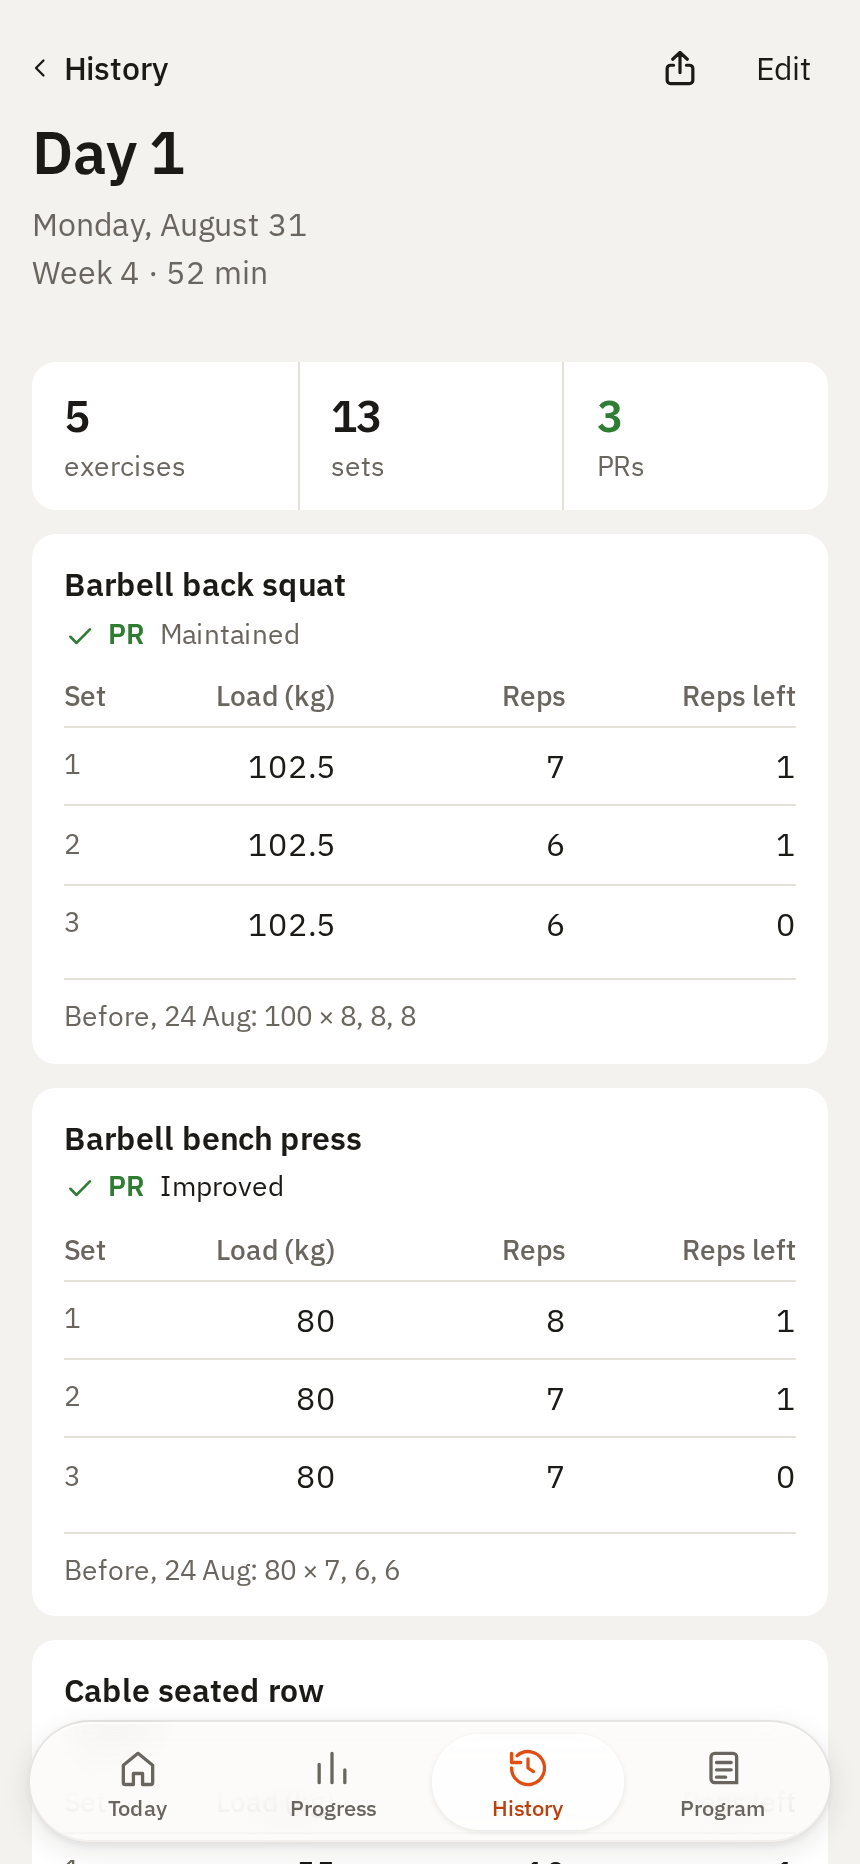 History Edit
Day 1
Monday, August 31
Week 4 · 52 min
5 13 3
exercises sets PRs
Barbell back squat
PR Maintained
Set Load (kg) Reps Reps left
1 102.5 7 1
2 102.5 6 1
3 102.5 6 0
Before, 24 Aug: 100 × 8, 8, 8
Barbell bench press
PR Improved
Set Load (kg) Reps Reps left
1 80 8 1
2 80 7 1
3 80 7 0
Before, 24 Aug: 80 × 7, 6, 6
Cable seated row
Today Progress History Program